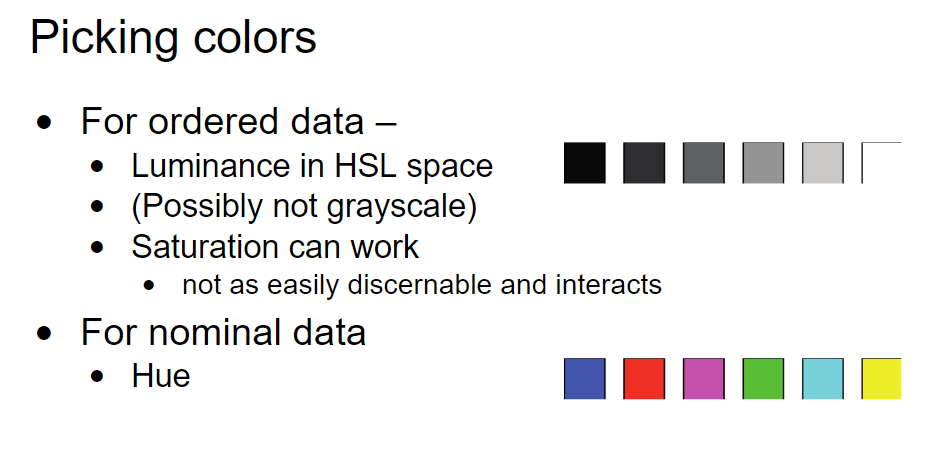 Picking colors
● For ordered data –
● Luminance in HSL space
● (Possibly not grayscale)
● Saturation can work
● not as easily discernable and interacts
● For nominal data
● Hue